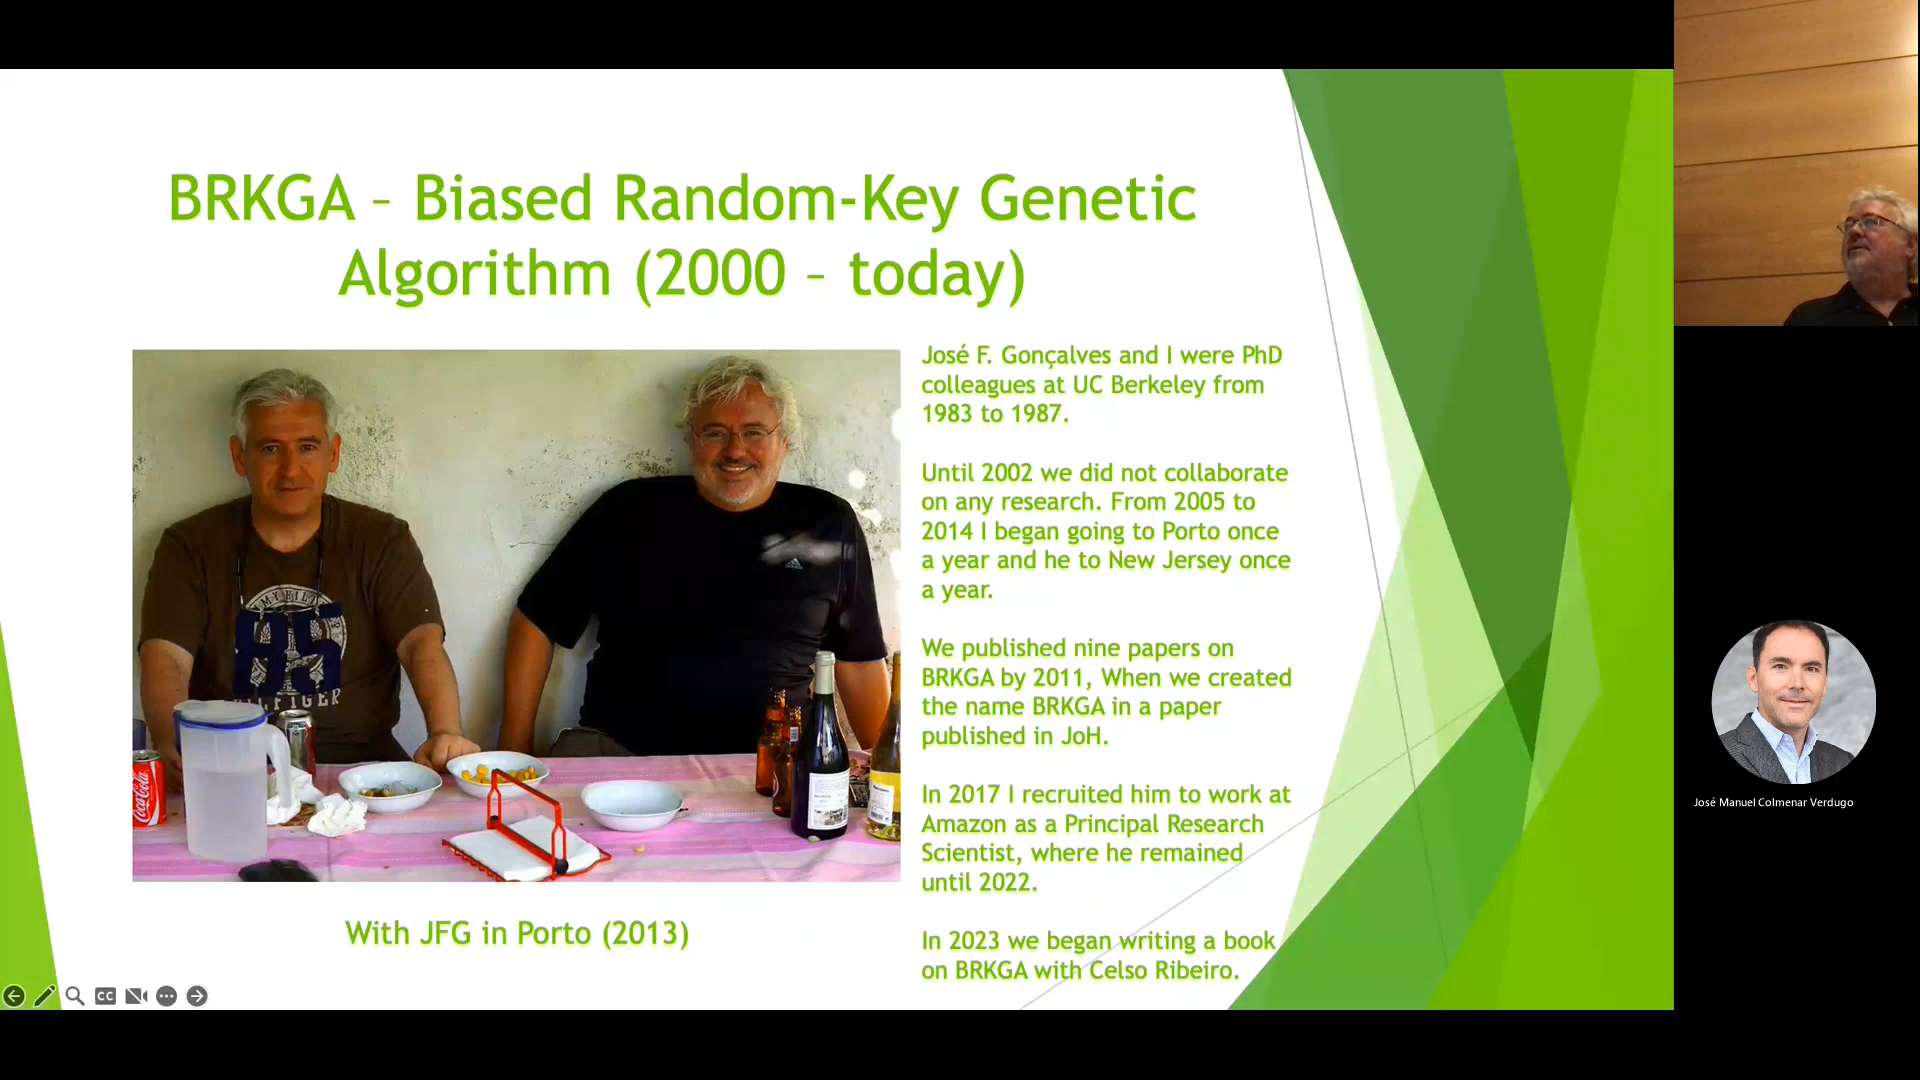 BRKGA – Biased Random-Key Genetic
Algorithm (2000 – today)
José F. Gonçalves and I were PhD
colleagues at UC Berkeley from
1983 to 1987.
Until 2002 we did not collaborate
on any research. From 2005 to
2014 I began going to Porto once
a year and he to New Jersey once
a year.
We published nine papers on
BRKGA by 2011, When we created
the name BRKGA in a paper
published in JoH.
In 2017 I recruited him to work at
Amazon as a Principal Research
Scientist, where he remained
until 2022.
In 2023 we began writing a book
on BRKGA with Celso Ribeiro.
85
Coca-Cola
adidas
With JFG in Porto (2013)
CC
José Manuel Colmenar Verdugo